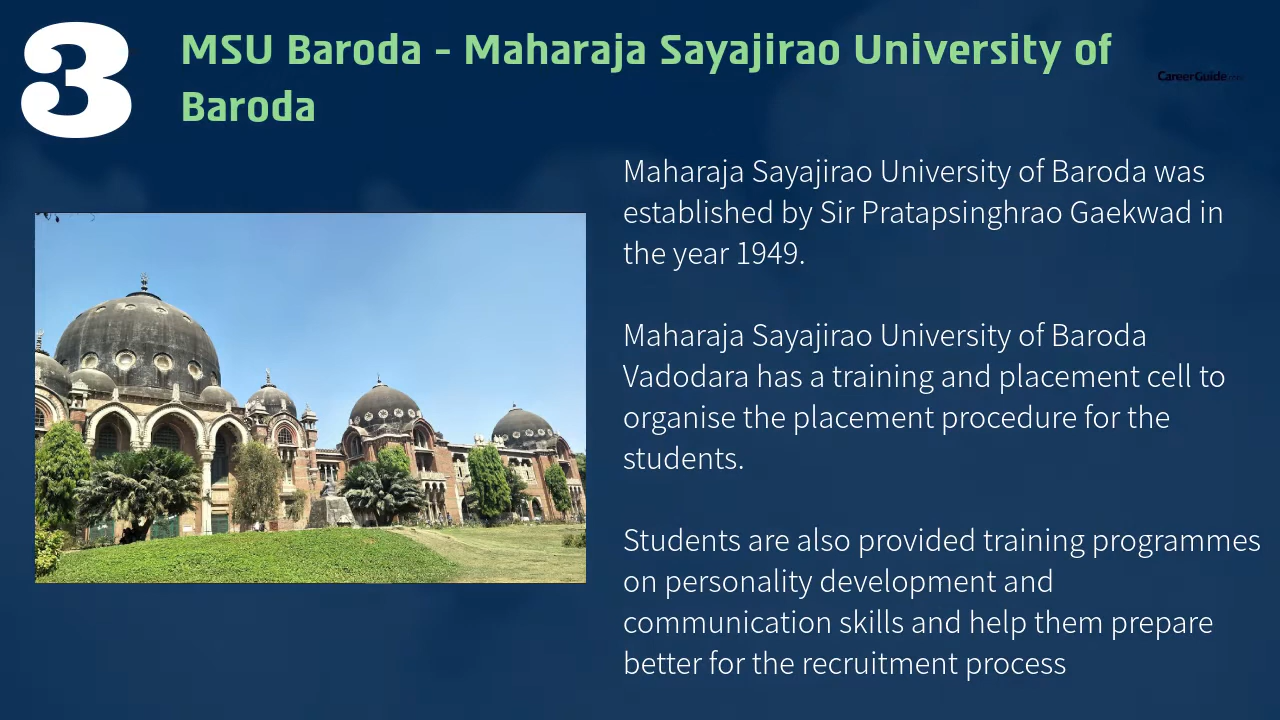 3
MSU Baroda - Maharaja Sayajirao University of
Baroda
CareerGuide.com
Maharaja Sayajirao University of Baroda was
established by Sir Pratapsinghrao Gaekwad in
the year 1949.
Maharaja Sayajirao University of Baroda
Vadodara has a training and placement cell to
organise the placement procedure for the
students.
Students are also provided training programmes
on personality development and
communication skills and help them prepare
better for the recruitment process